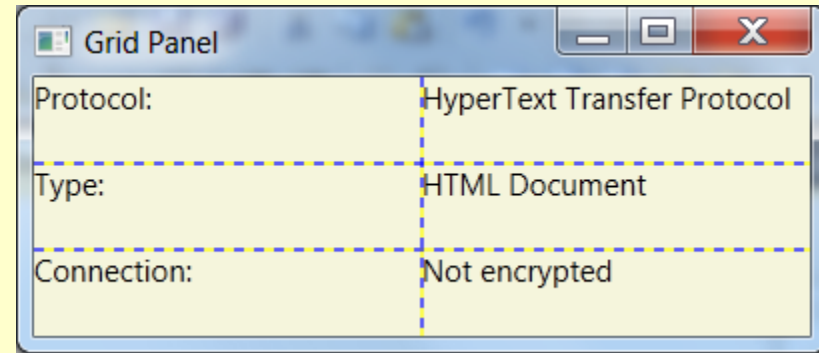 Grid Panel
Protocol: HyperText Transfer Protocol
Type: HTML Document
Connection: Not encrypted